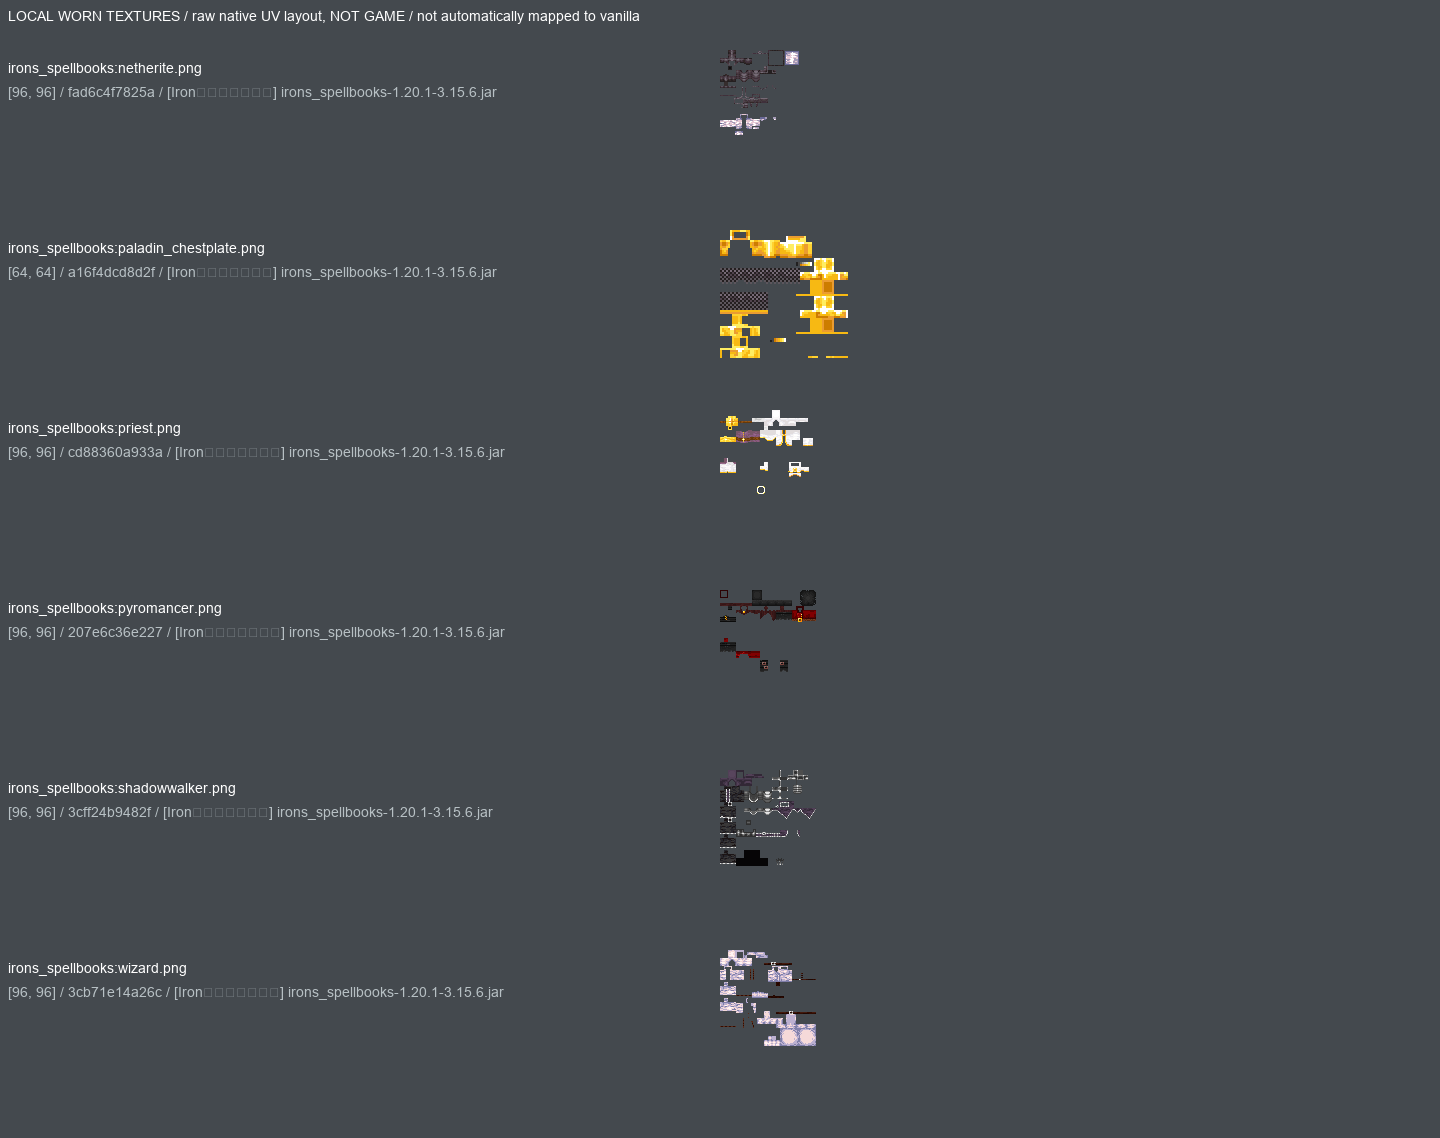 LOCAL WORN TEXTURES / raw native UV layout, NOT GAME / not automatically mapped to vanilla
irons_spellbooks:netherite.png
[96, 96] / fad6c4f7825a / [Iron□□□□□□□] irons_spellbooks-1.20.1-3.15.6.jar
irons_spellbooks:paladin_chestplate.png
[64, 64] / a16f4dcd8d2f / [Iron□□□□□□□] irons_spellbooks-1.20.1-3.15.6.jar
irons_spellbooks:priest.png
[96, 96] / cd88360a933a / [Iron□□□□□□□] irons_spellbooks-1.20.1-3.15.6.jar
irons_spellbooks:pyromancer.png
[96, 96] / 207e6c36e227 / [Iron□□□□□□□] irons_spellbooks-1.20.1-3.15.6.jar
irons_spellbooks:shadowwalker.png
[96, 96] / 3cff24b9482f / [Iron□□□□□□□] irons_spellbooks-1.20.1-3.15.6.jar
irons_spellbooks:wizard.png
[96, 96] / 3cb71e14a26c / [Iron□□□□□□□] irons_spellbooks-1.20.1-3.15.6.jar